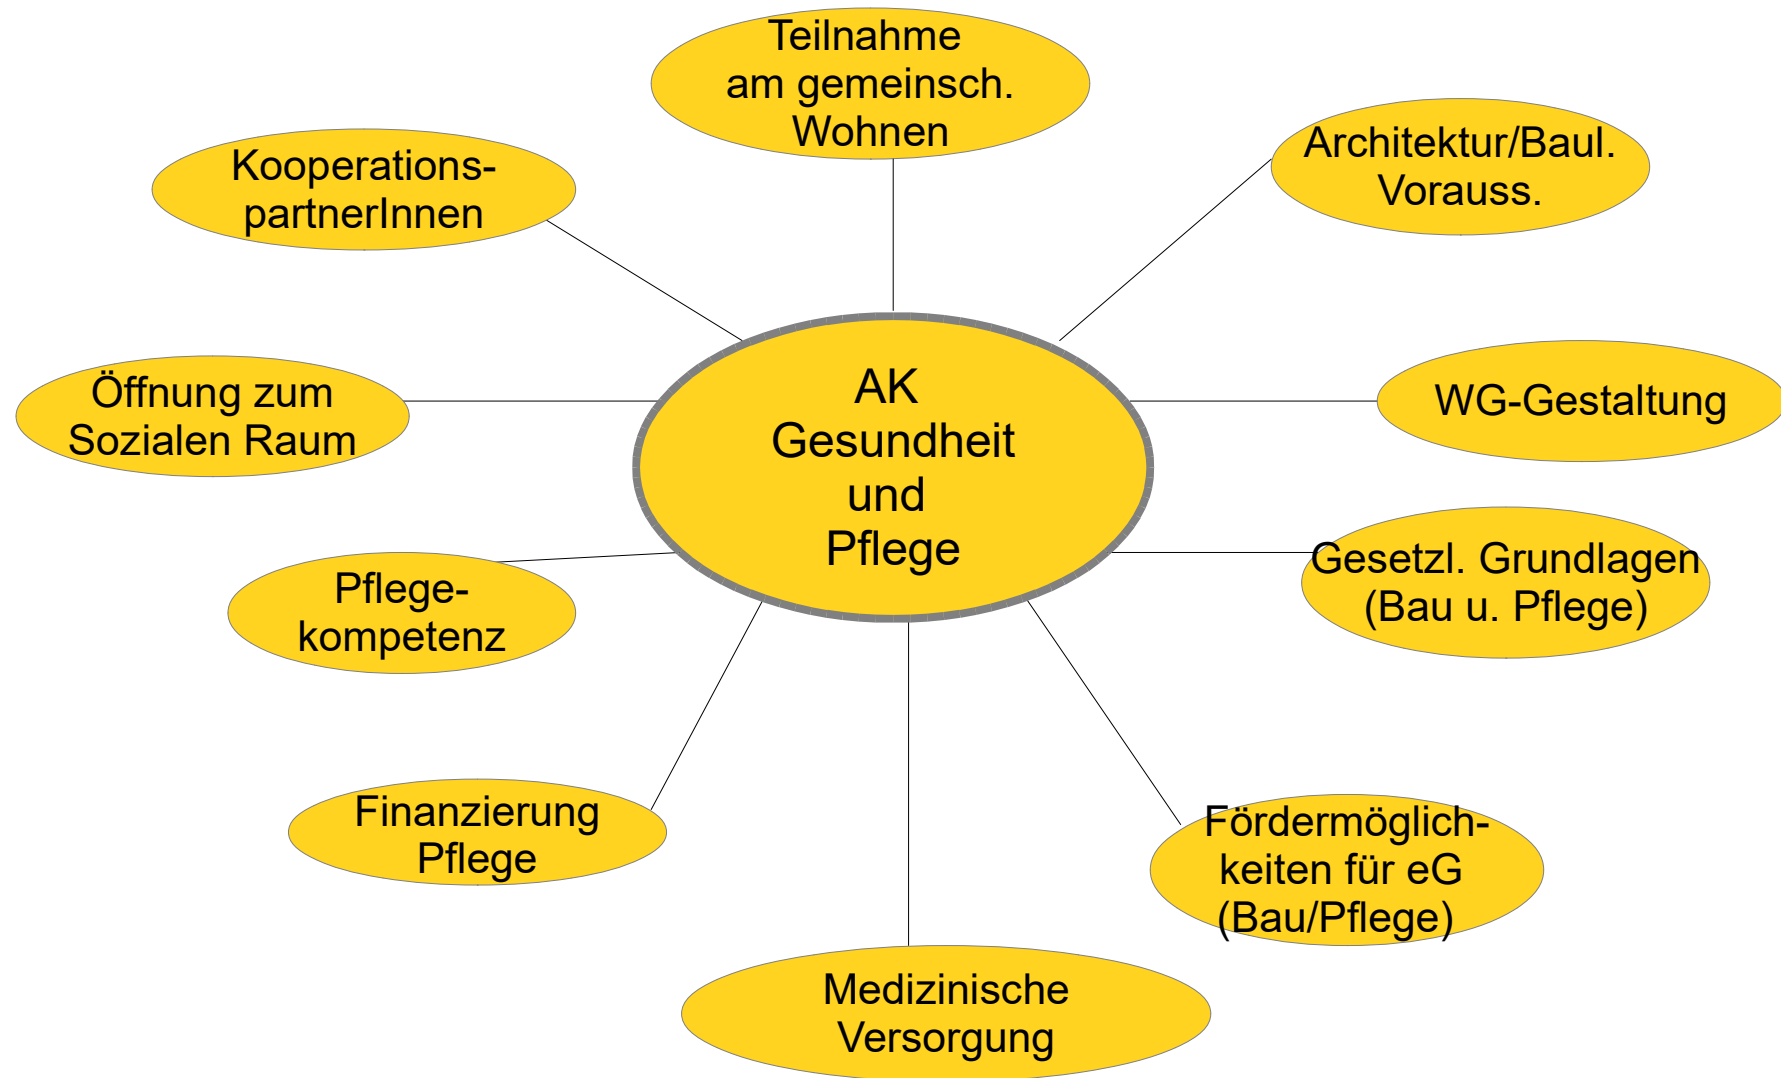 Teilnahme
am gemeinsch.
Wohnen
Architektur/Baul.
Vorauss.
Kooperations-
partnerInnen
AK
Gesundheit
und
Pflege
Öffnung zum
Sozialen Raum
WG-Gestaltung
Gesetzl. Grundlagen
(Bau u. Pflege)
Pflege-
kompetenz
Finanzierung
Pflege
Fördermöglich-
keiten für eG
(Bau/Pflege)
Medizinische
Versorgung